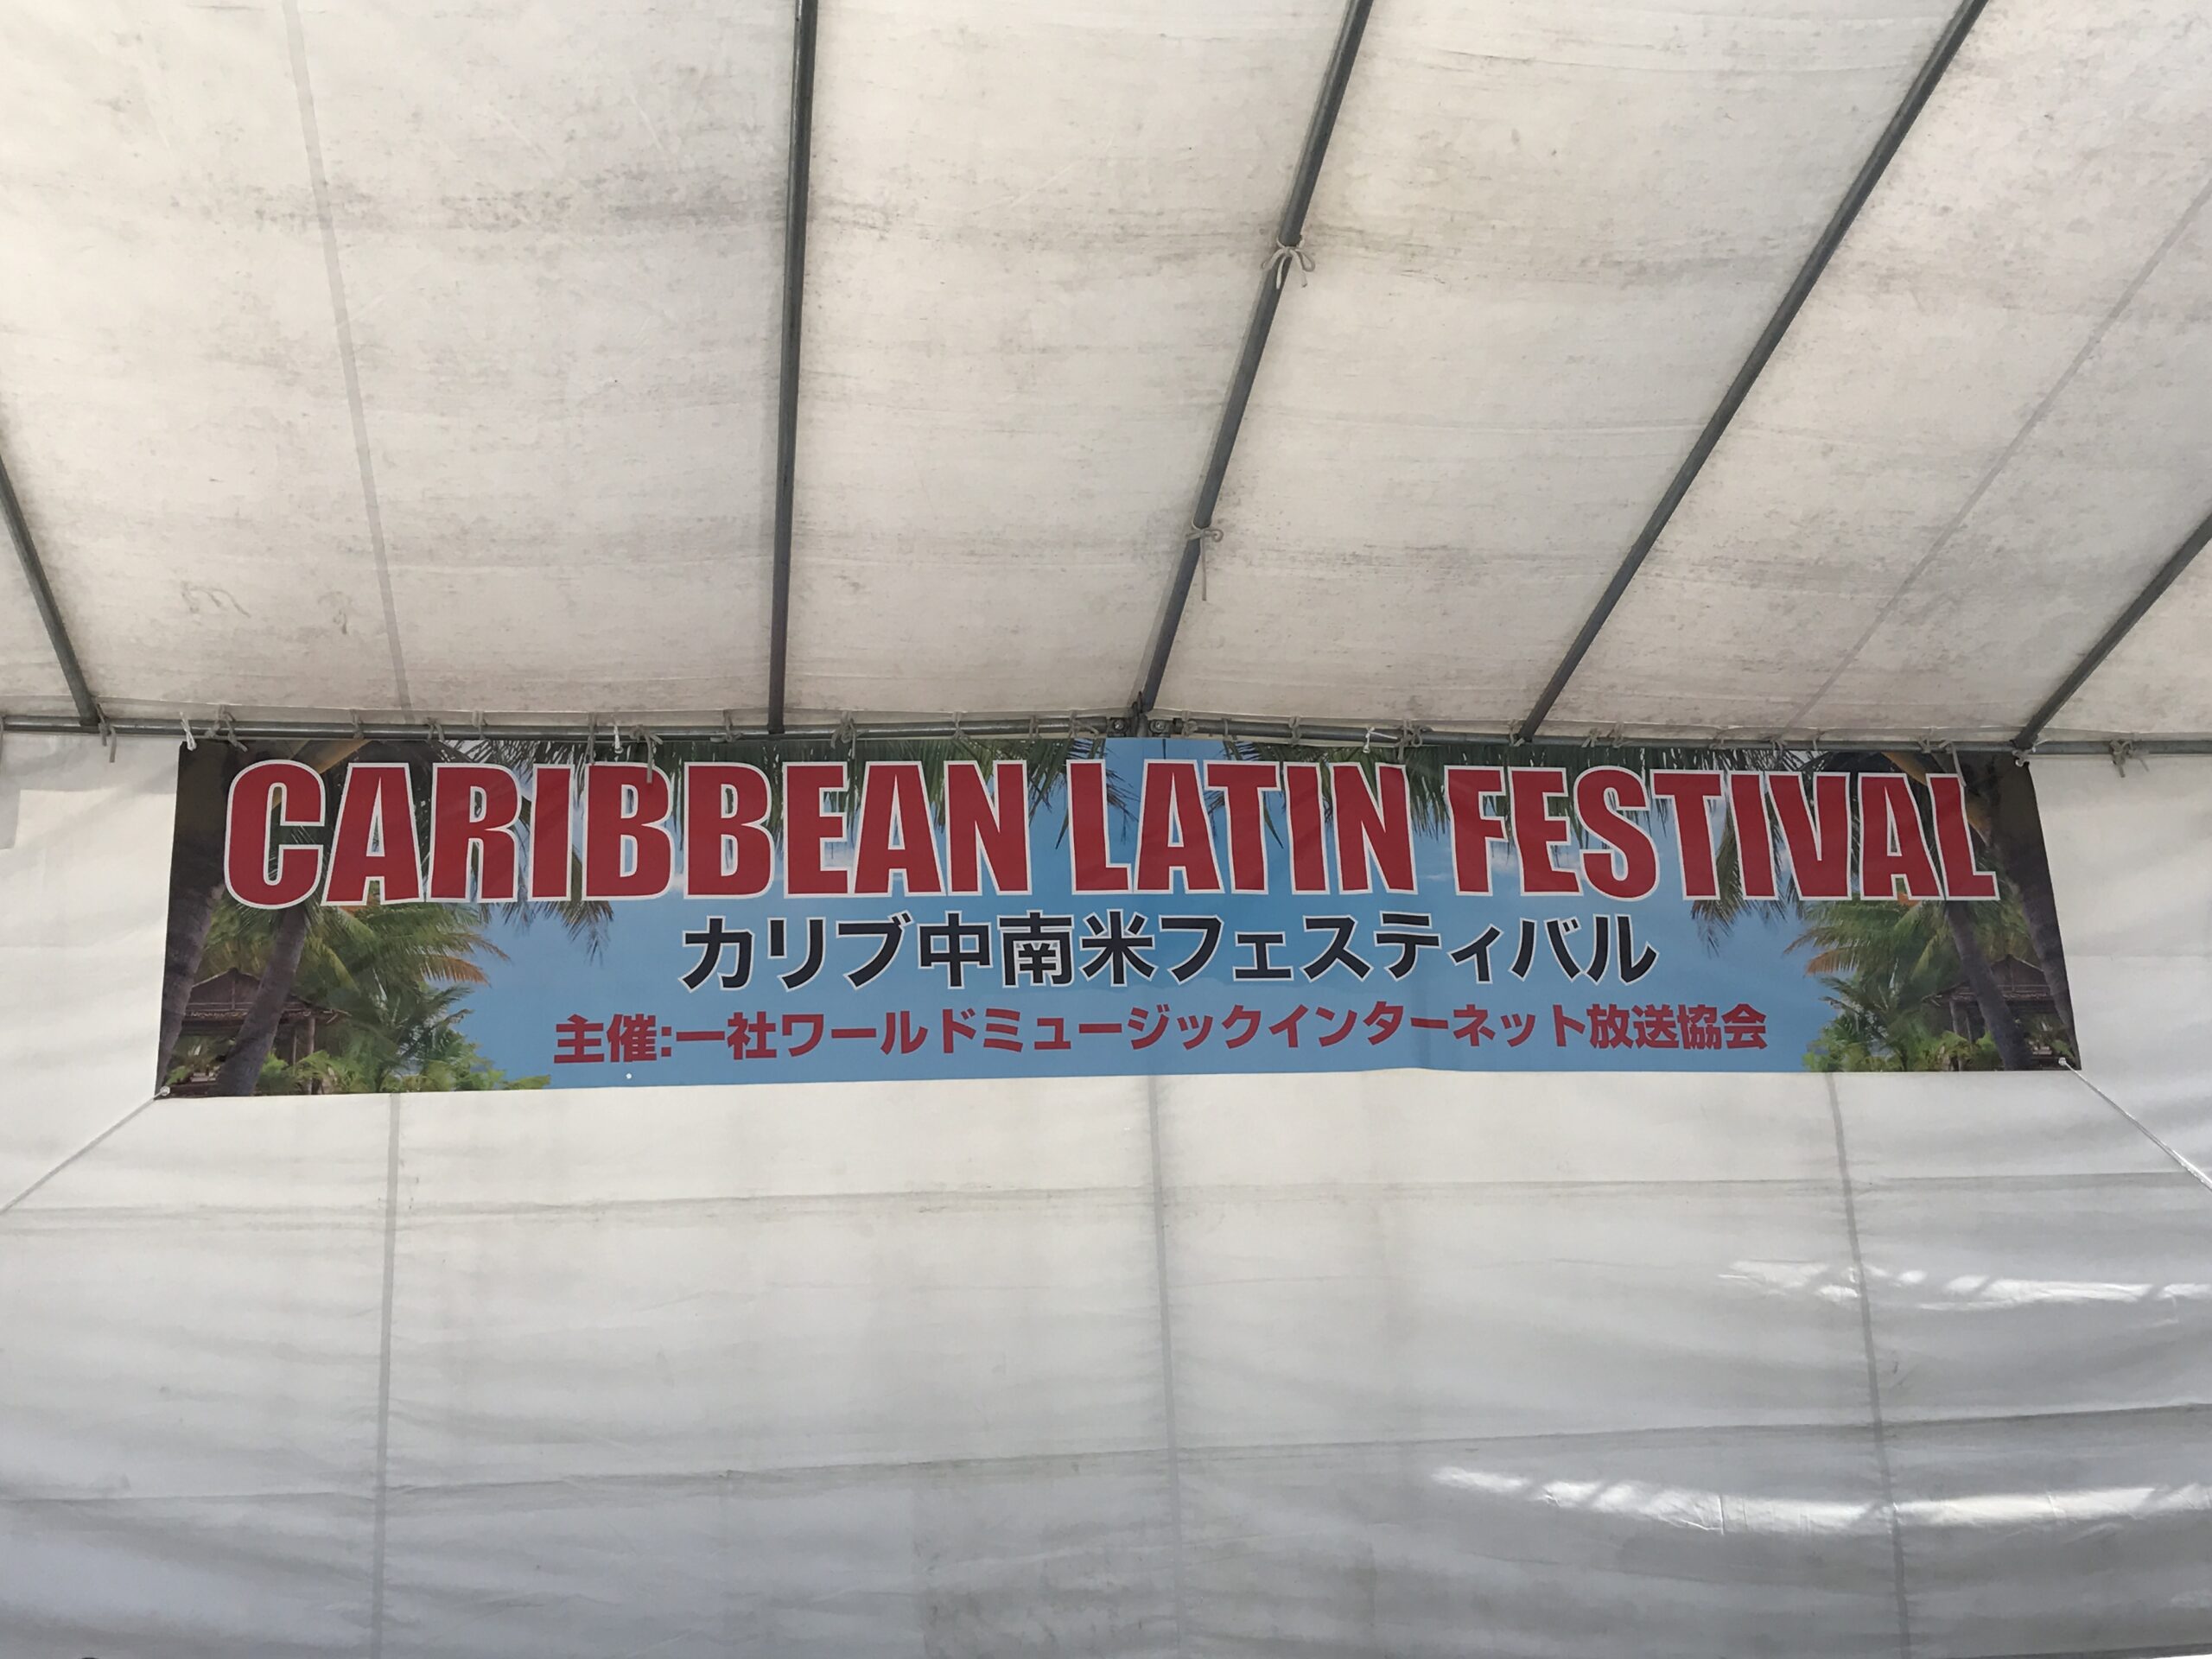 CARIBBEAN LATIN FESTIVAL
カリブ中南米フェスティバル
主催:一社ワールドミュージックインターネット放送協会